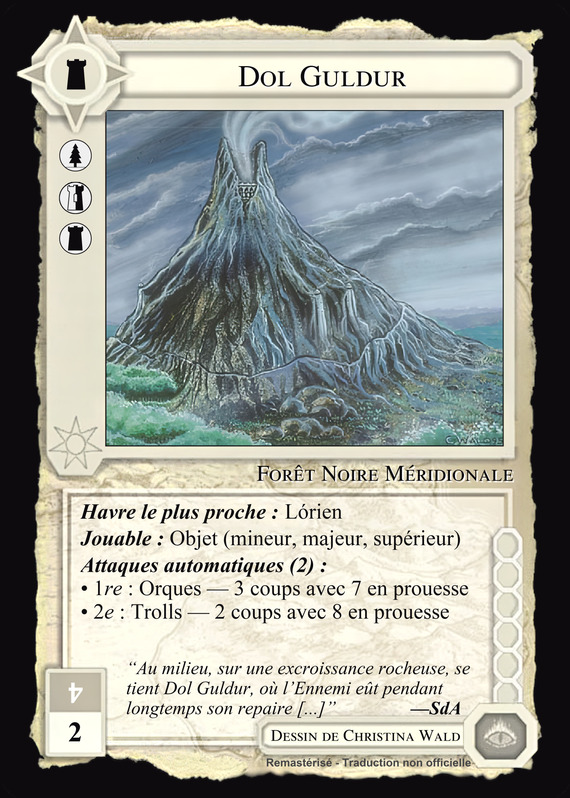 Dol Guldur
C. WALD 95
Forêt Noire Méridionale
Havre le plus proche : Lórien
Jouable : Objet (mineur, majeur, supérieur)
Attaques automatiques (2) :
• 1re : Orques — 3 coups avec 7 en prouesse
• 2e : Trolls — 2 coups avec 8 en prouesse
“Au milieu, sur une excroissance rocheuse, se
tient Dol Guldur, où l’Ennemi eût pendant
longtemps son repaire [...]” —SdA
4
2
Dessin de Christina Wald
Remastérisé - Traduction non officielle